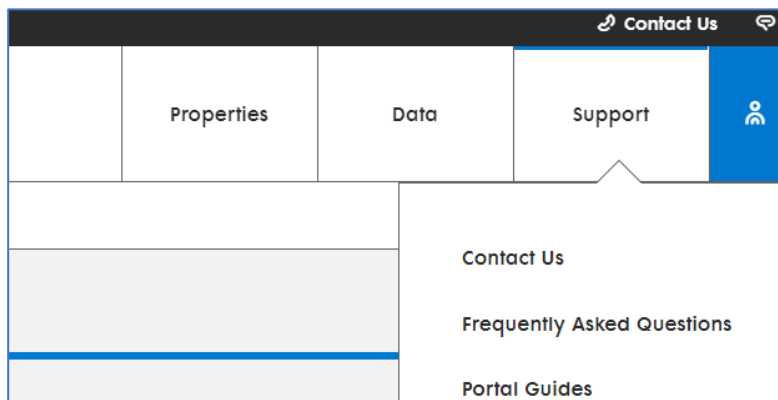 Contact Us
Properties Data Support
Contact Us
Frequently Asked Questions
Portal Guides